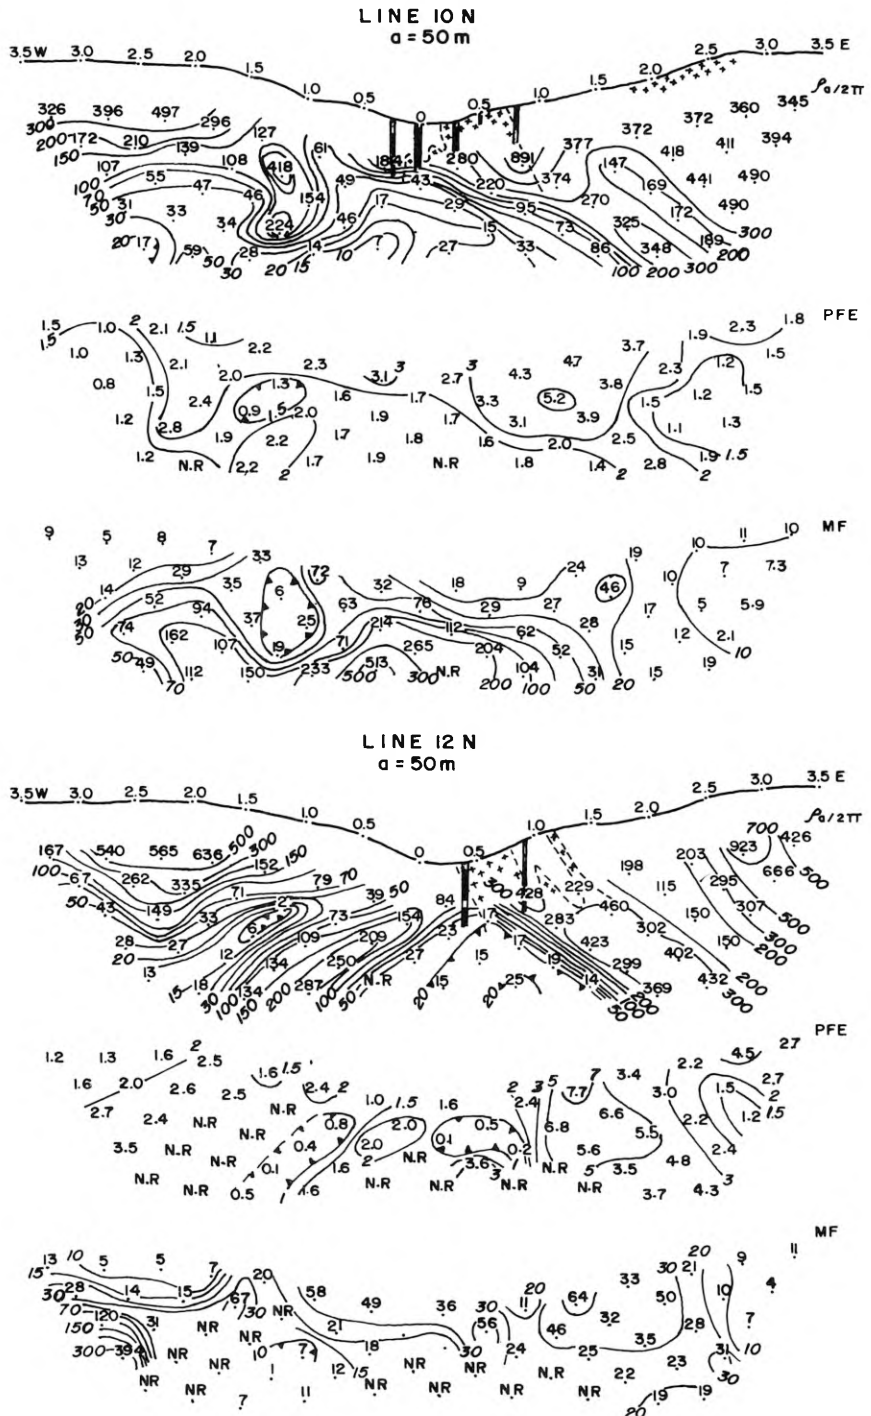 LINE 10 N
a = 50 m
3.5 W 3.0 2.5 2.0 1.5 1.0 0.5 0 0.5 1.0 1.5 2.0 2.5 3.0 3.5 E
ρa/2π
326 396 497 296 127 61 184 280 891 377 372 372 360 345
300
200 172 210 139 108 418 49 43 220 374 147 418 411 394
150
107 55 47 46 154 17 29 95 270 169 441 490
100
70
50 31 33 34 224 46 15 73 325 172 490
30
20 17 59 28 14 7 27 33 86 348 189
50 30 20 15 10 100 200 300 200 300
PFE
1.5 1.0 2 2.1 1.5 1.1 2.2 2.3 3.1 3 2.7 3 4.3 4.7 3.7 1.9 2.3 1.8
1.5
1.0 1.3 2.1 2.0 1.3 1.6 1.7 3.3 5.2 3.8 2.3 1.2 1.5
0.8 1.5 2.4 0.9 1.5 2.0 1.9 1.7 3.1 3.9 1.5 1.2 1.5
1.2 2.8 1.9 2.2 1.7 1.8 1.6 2.0 2.5 1.1 1.3
1.2 N.R 2.2 2 1.7 1.9 N.R 1.8 1.4 2 2.8 2 1.9 1.5
MF
9 5 8 7 33 72 32 18 9 24 19 10 11 10
13 12 29 35 6 63 76 29 27 46 10 7 7.3
20 14 52 94 37 25 214 112 62 28 17 5 5.9
30
50 74 162 107 19 71 265 204 52 15 12 2.1 10
50 49 70 112 150 233 513 500 300 N.R 200 104 100 50 31 20 15 19
LINE 12 N
a = 50 m
3.5 W 3.0 2.5 2.0 1.5 1.0 0.5 0 0.5 1.0 1.5 2.0 2.5 3.0 3.5 E
ρa/2π
167 540 565 636 500 300 152 150 79 70 39 50 84 300 428 229 198 203 923 700 426
100 67 262 335 71 2 73 154 17 283 460 115 295 666 500
50 43 149 33 6 109 209 23 17 423 302 150 307 500
28 27 12 134 250 27 15 19 299 402 150 300 200
20 13 15 18 30 100 134 150 200 287 100 50 N.R 20 15 20 25 14 369 432 300 200
PFE
1.2 1.3 1.6 2 2.5 1.6 1.5 2.4 2 1.0 1.5 1.6 2 2.4 3 5 7.7 7 3.4 2.2 4.5 2.7
1.6 2.0 2.6 2.5 N.R 0.8 2.0 0.5 6.8 6.6 3.0 1.5 2.7 2
2.7 2.4 N.R N.R 0.4 2.0 0.1 0.2 5.6 5.5 2.2 1.2 1.5
3.5 N.R N.R 0.1 1.6 2 N.R 3.6 3 N.R 5 3.5 4.8 2.4
N.R N.R N.R 0.5 1 1.6 N.R N.R N.R N.R 3.7 4.3 3
MF
13 10 5 5 7 20 58 49 36 30 11 20 64 33 30 21 20 9 11
15
30 28 14 15 67 30 NR 21 56 46 32 50 10 4
70 120 31 NR NR 7 18 30 24 25 35 28 7
150
300 394 NR NR 10 12 15 NR NR NR 22 23 31 10 30
NR NR NR 7 1 11 NR NR NR NR 20 19 19